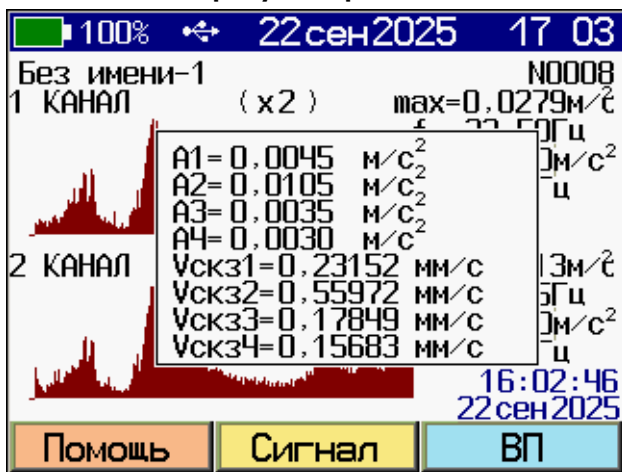 100% 22сен2025 17 03
Без имени-1 N0008
1 КАНАЛ (x2) max=0,0279м/с²
A1=0,0045 м/с²
A2=0,0105 м/с²
A3=0,0035 м/с²
A4=0,0030 м/с²
Vскз1=0,23152 мм/с
Vскз2=0,55972 мм/с
Vскз3=0,17849 мм/с
Vскз4=0,15683 мм/с
м/с²
2 КАНАЛ
м/с²
16:02:46
22сен2025
Помощь Сигнал ВП